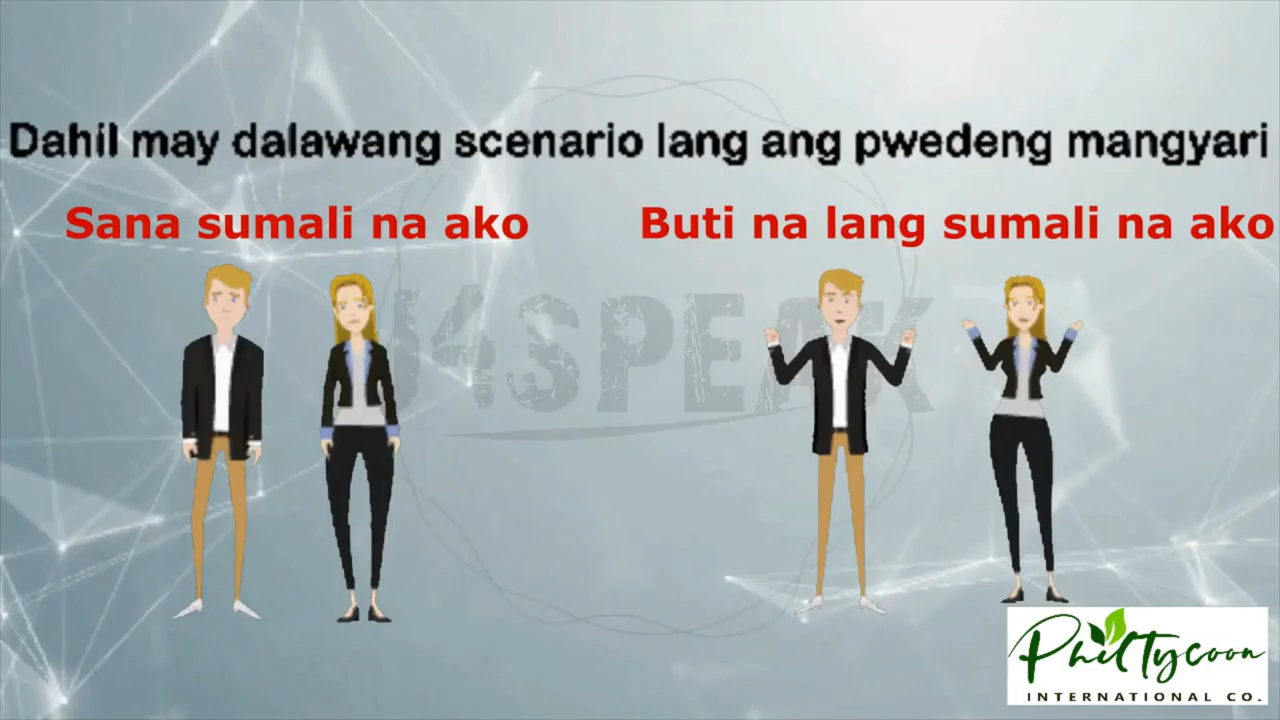 Dahil may dalawang scenario lang ang pwedeng mangyari
Sana sumali na ako
Buti na lang sumali na ako
PhilTycoon
INTERNATIONAL CO.